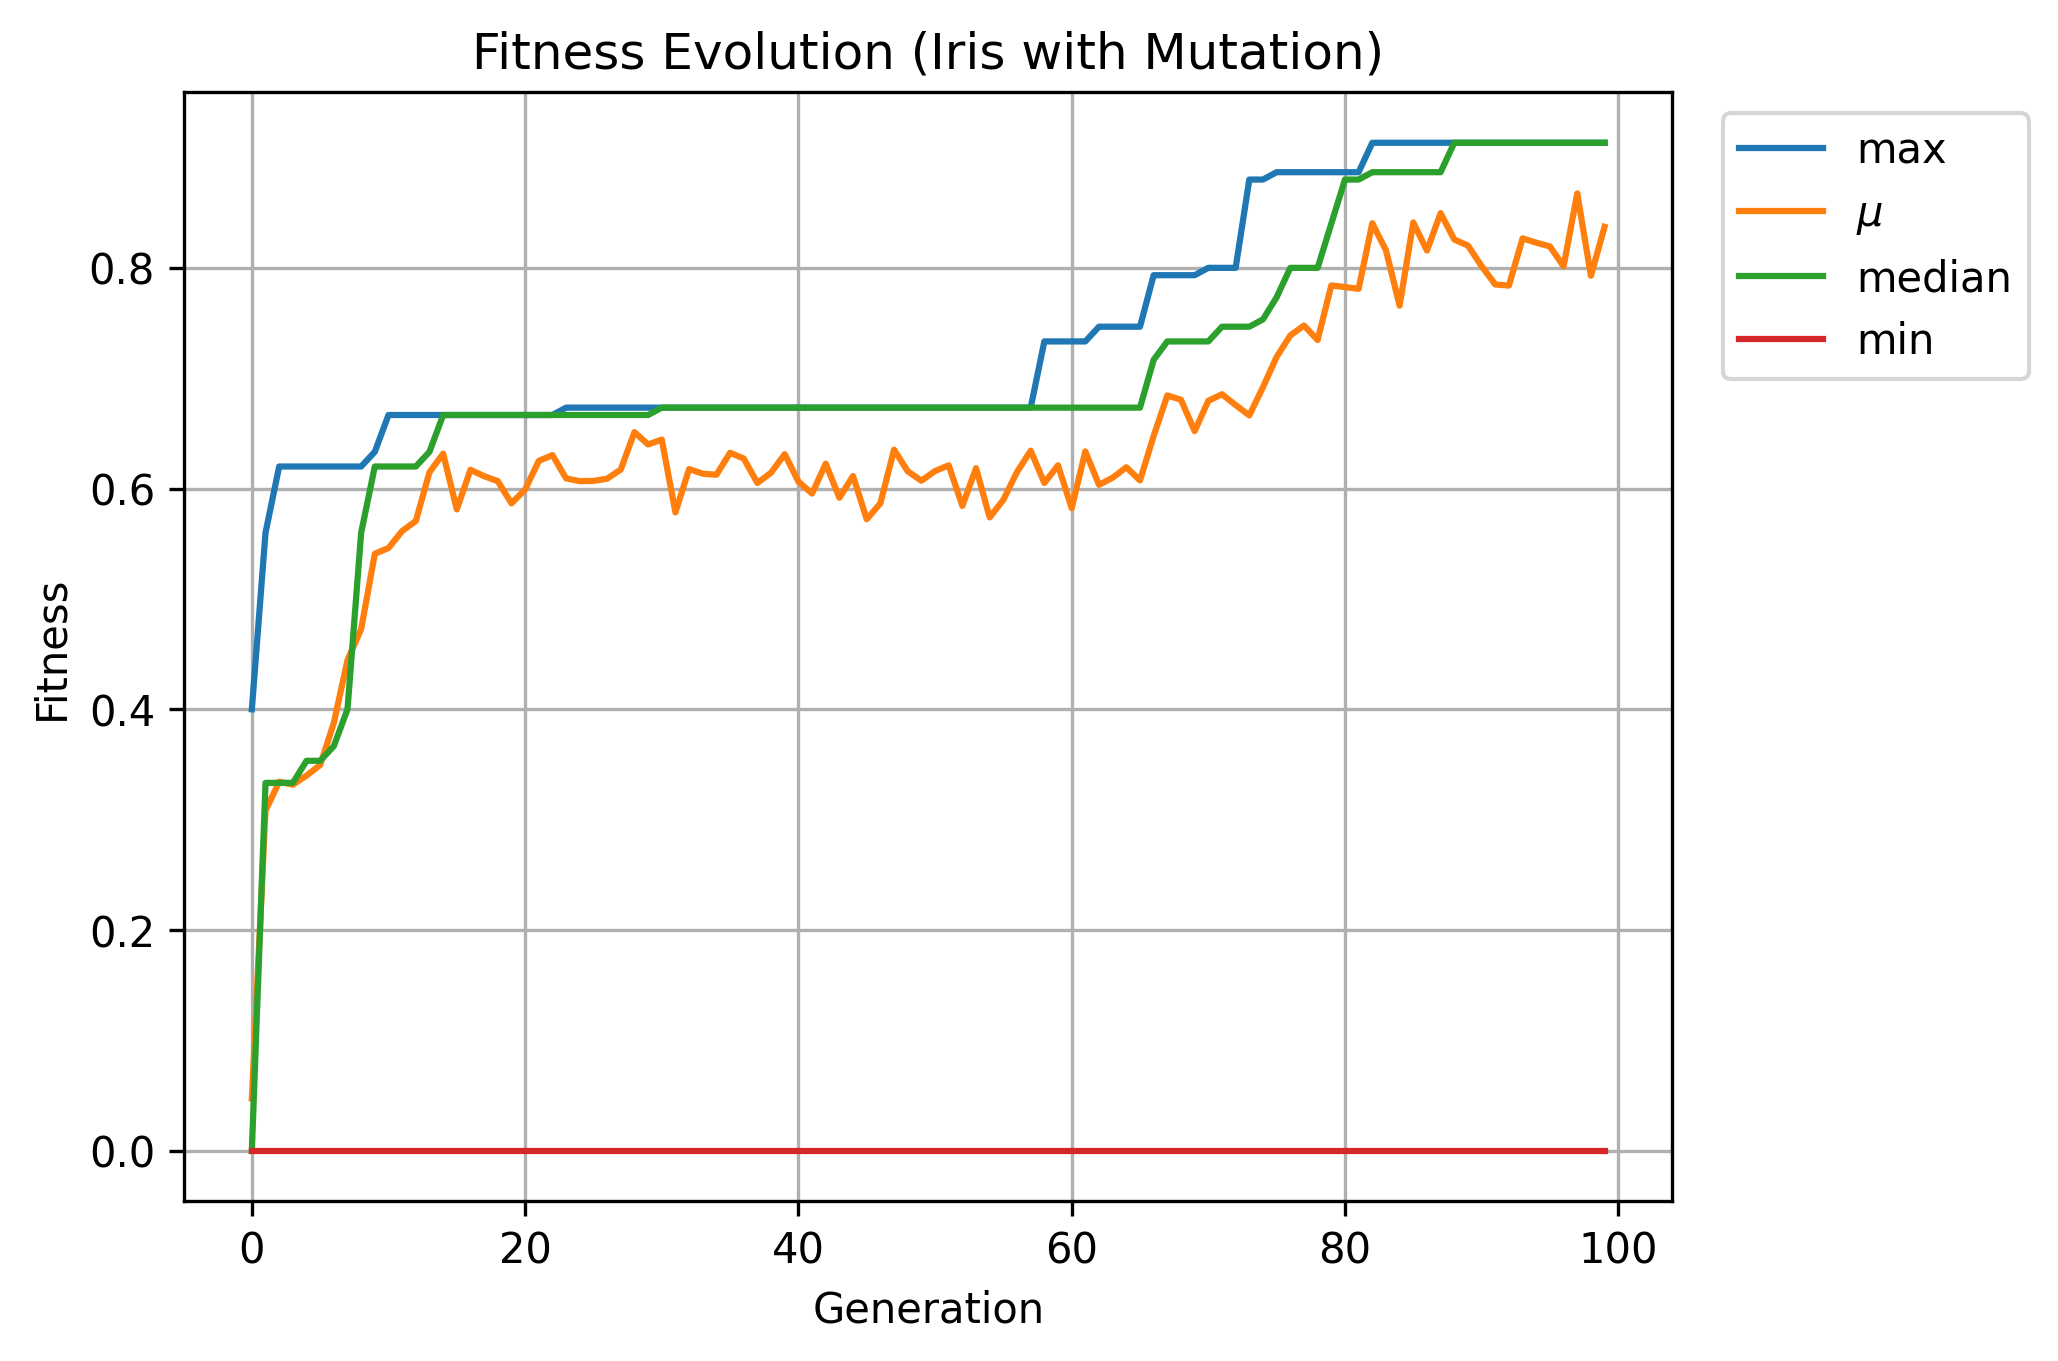 Fitness Evolution (Iris with Mutation)
max
μ
median
min
0.8
0.6
0.4
0.2
0.0
Fitness
0 20 40 60 80 100
Generation